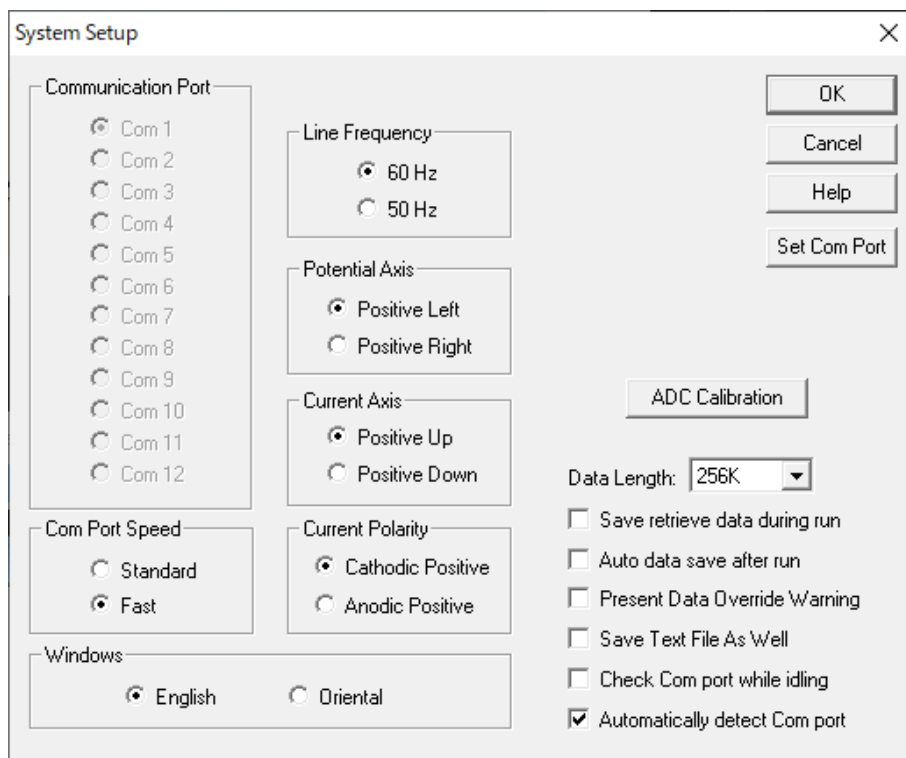 System Setup
Communication Port
Com 1
Com 2
Com 3
Com 4
Com 5
Com 6
Com 7
Com 8
Com 9
Com 10
Com 11
Com 12
Com Port Speed
Standard
Fast
Line Frequency
60 Hz
50 Hz
Potential Axis
Positive Left
Positive Right
Current Axis
Positive Up
Positive Down
Current Polarity
Cathodic Positive
Anodic Positive
Windows
English
Oriental
OK
Cancel
Help
Set Com Port
ADC Calibration
Data Length: 256K
Save retrieve data during run
Auto data save after run
Present Data Override Warning
Save Text File As Well
Check Com port while idling
Automatically detect Com port